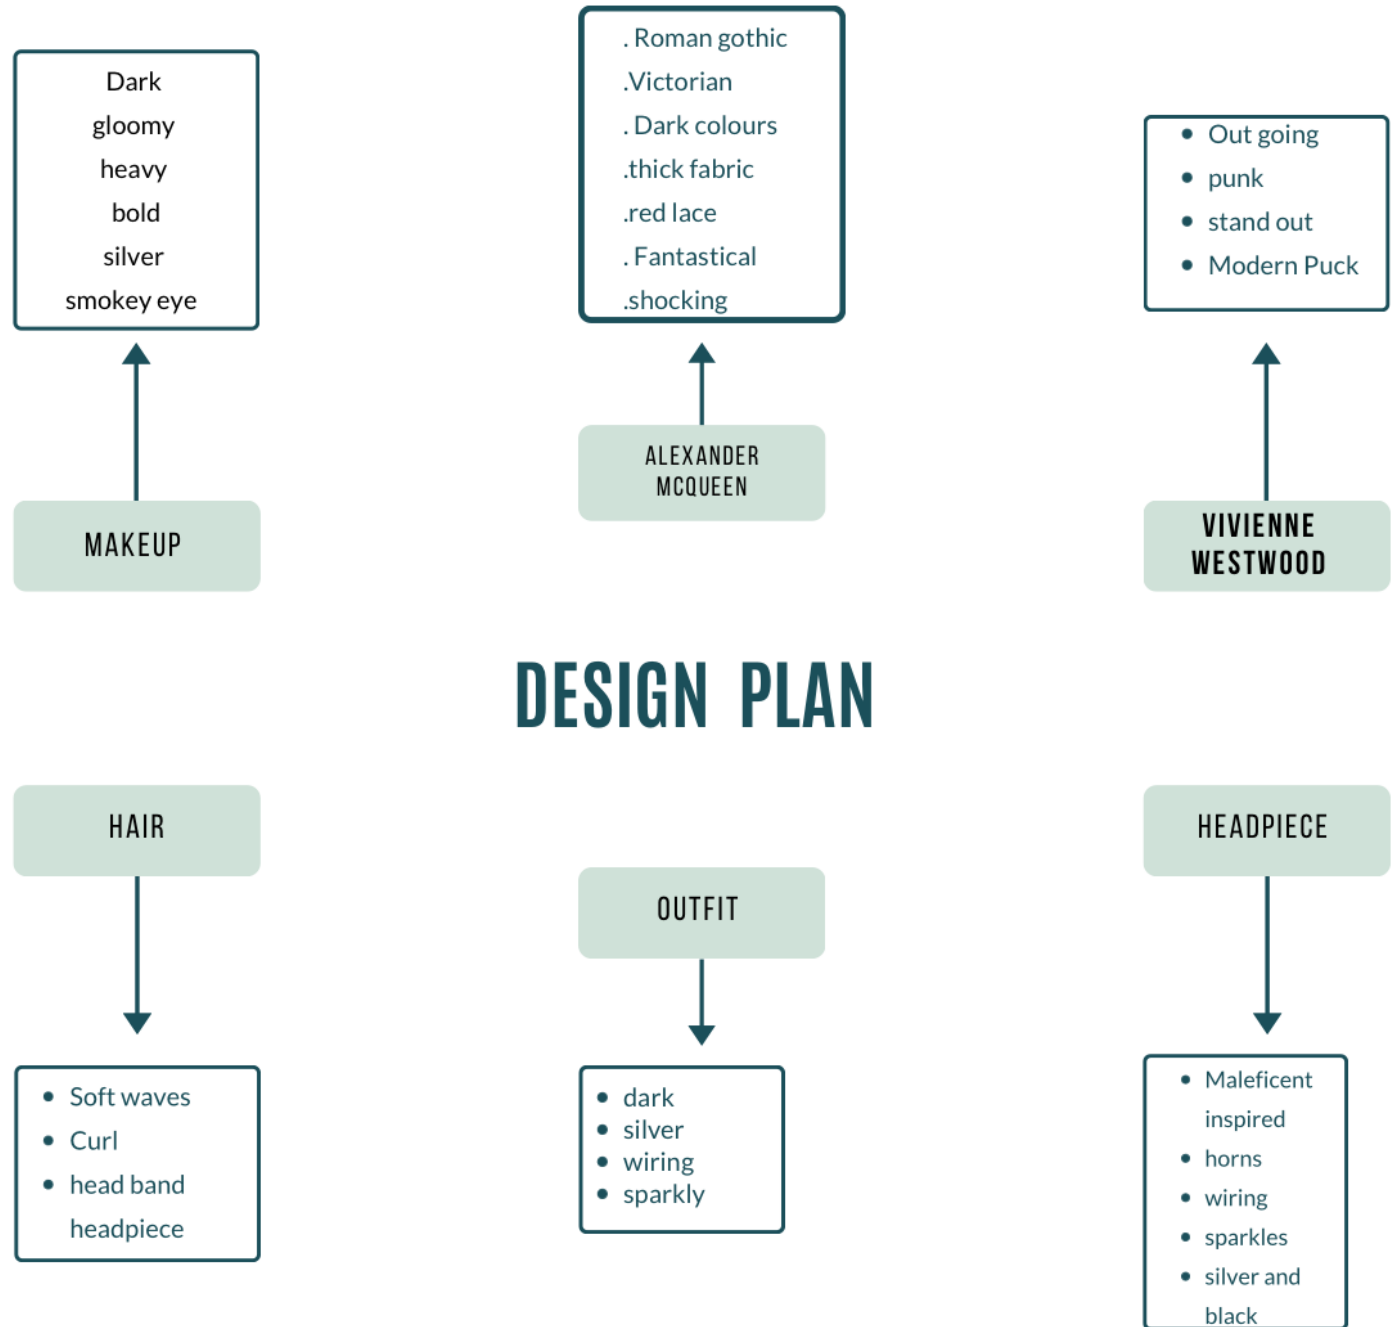 Dark
gloomy
heavy
bold
silver
smokey eye
MAKEUP
. Roman gothic
.Victorian
. Dark colours
.thick fabric
.red lace
. Fantastical
.shocking
ALEXANDER
MCQUEEN
• Out going
• punk
• stand out
• Modern Puck
VIVIENNE
WESTWOOD
DESIGN PLAN
HAIR
• Soft waves
• Curl
• head band
headpiece
OUTFIT
• dark
• silver
• wiring
• sparkly
HEADPIECE
• Maleficent
inspired
• horns
• wiring
• sparkles
• silver and
black